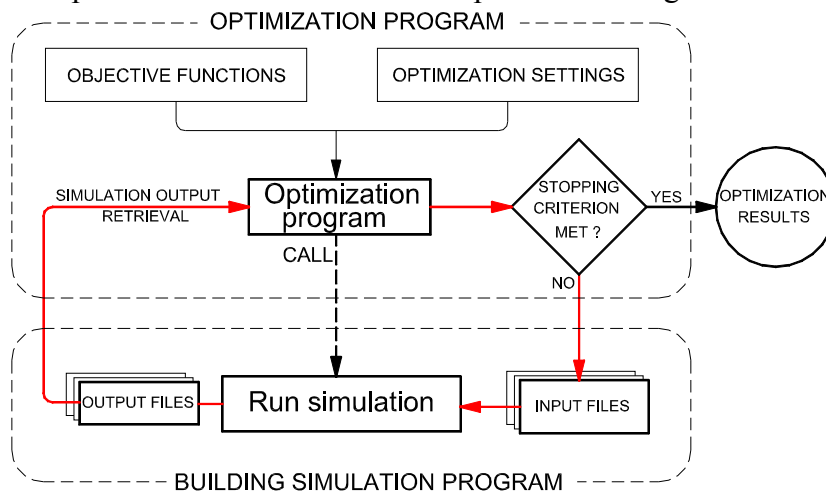 OPTIMIZATION PROGRAM
OBJECTIVE FUNCTIONS
OPTIMIZATION SETTINGS
SIMULATION OUTPUT
RETRIEVAL
Optimization
program
STOPPING
CRITERION
MET ?
YES
OPTIMIZATION
RESULTS
CALL
NO
OUTPUT FILES
Run simulation
INPUT FILES
BUILDING SIMULATION PROGRAM